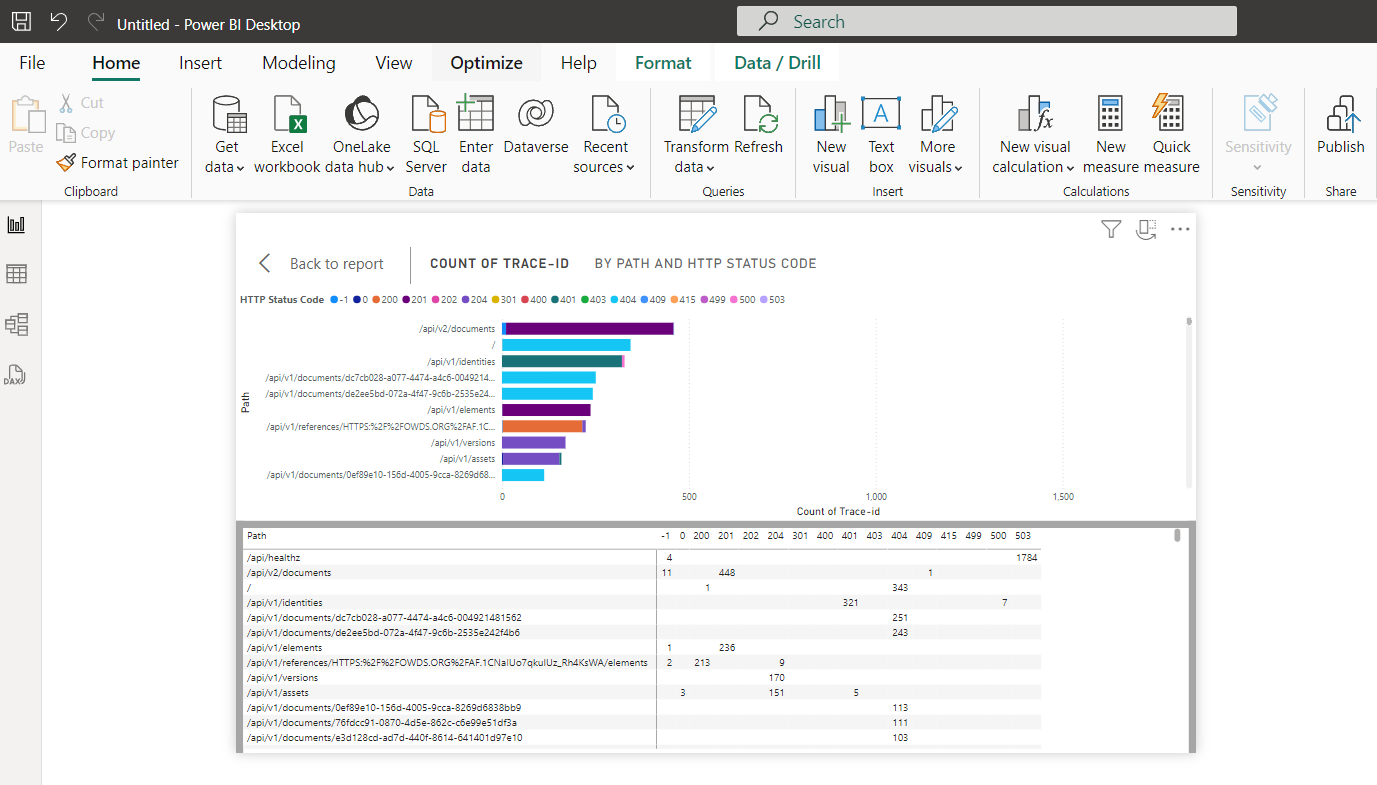 Untitled - Power BI Desktop
Search
File Home Insert Modeling View Optimize Help Format Data / Drill
Paste
Cut
Copy
Format painter
Clipboard
Get data
Excel workbook
OneLake data hub
SQL Server
Enter data
Dataverse
Recent sources
Data
Transform data
Refresh
Queries
New visual
A
Text box
More visuals
Insert
New visual calculation
New measure
Quick measure
Calculations
Sensitivity
Sensitivity
Publish
Share
DAX
Back to report
COUNT OF TRACE-ID BY PATH AND HTTP STATUS CODE
HTTP Status Code -1 0 200 201 202 204 301 400 401 403 404 409 415 499 500 503
Path
/api/v2/documents
/
/api/v1/identities
/api/v1/documents/dc7cb028-a077-4474-a4c6-0049214...
/api/v1/documents/de2ee5bd-072a-4f47-9c6b-2535e24...
/api/v1/elements
/api/v1/references/HTTPS:%2F%2FOWDS.ORG%2FAF.1C...
/api/v1/versions
/api/v1/assets
/api/v1/documents/0ef89e10-156d-4005-9cca-8269d68...
0 500 1,000 1,500
Count of Trace-id
Path -1 0 200 201 202 204 301 400 401 403 404 409 415 499 500 503
/api/healthz 4 1784
/api/v2/documents 11 448 1
/ 1 343
/api/v1/identities 321 7
/api/v1/documents/dc7cb028-a077-4474-a4c6-004921481562 251
/api/v1/documents/de2ee5bd-072a-4f47-9c6b-2535e242f4b6 243
/api/v1/elements 1 236
/api/v1/references/HTTPS:%2F%2FOWDS.ORG%2FAF.1CNaIUo7qkuIUz_Rh4KsWA/elements 2 213 9
/api/v1/versions 170
/api/v1/assets 3 151 5
/api/v1/documents/0ef89e10-156d-4005-9cca-8269d6838bb9 113
/api/v1/documents/76fdcc91-0870-4d5e-862c-c6e99e51df3a 111
/api/v1/documents/e3d128cd-ad7d-440f-8614-641401d97e10 103